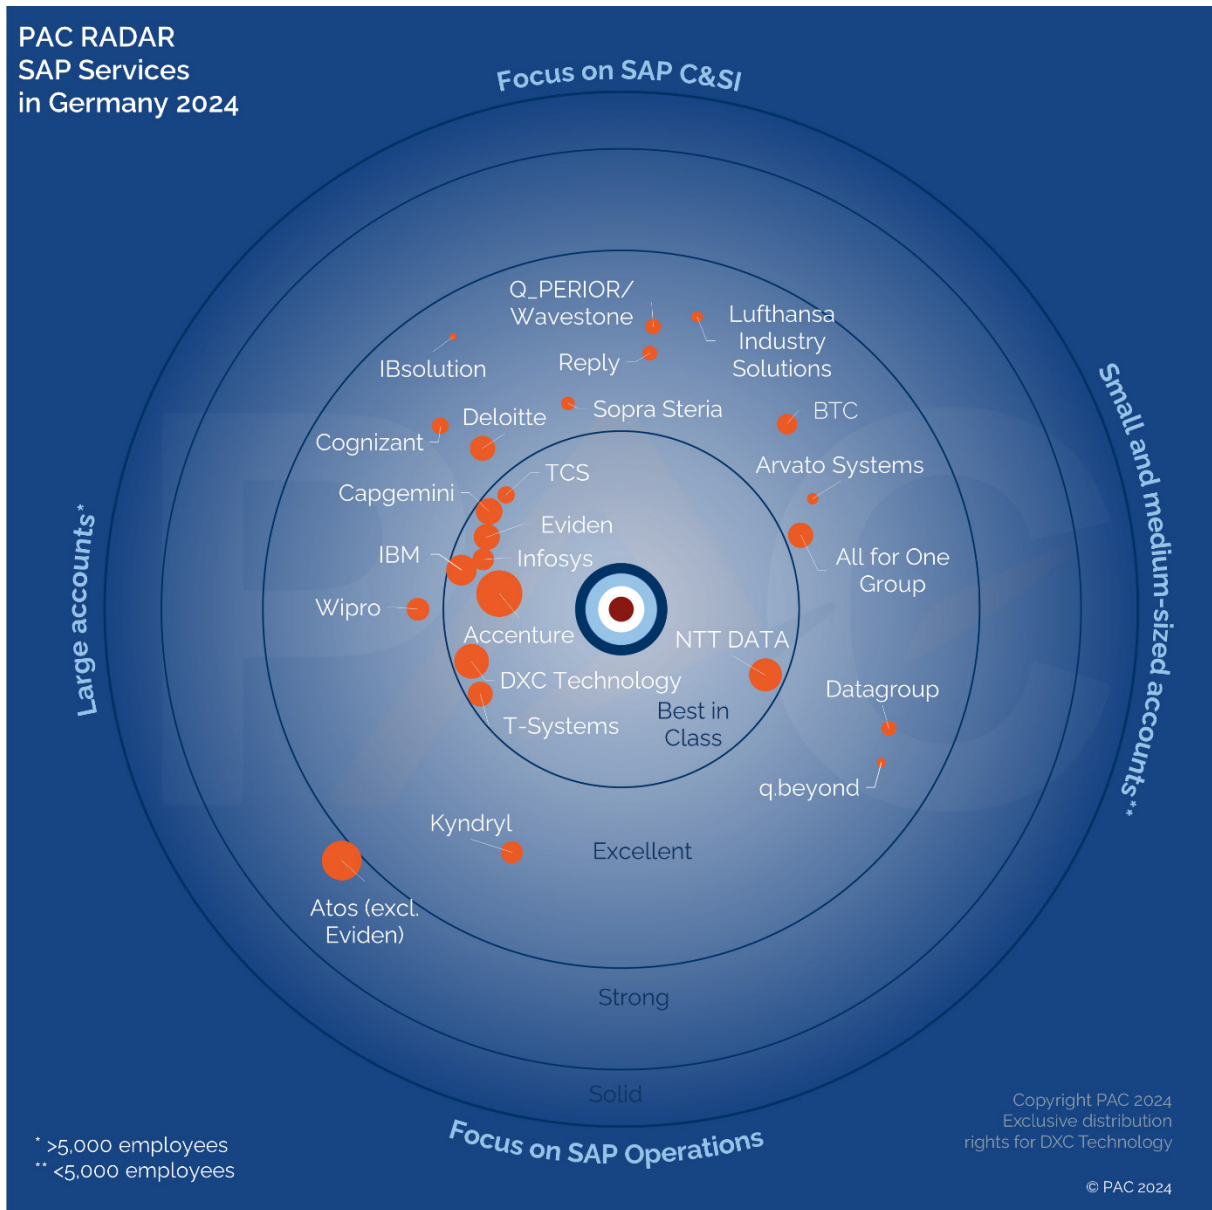 PAC RADAR
SAP Services
in Germany 2024
Focus on SAP C&SI
Q_PERIOR/
Wavestone
Lufthansa
Industry
Solutions
IBsolution
Reply
Sopra Steria
BTC
Deloitte
Cognizant
TCS
Arvato Systems
Capgemini
Eviden
IBM
Infosys
All for One
Group
Wipro
Accenture
NTT DATA
DXC Technology
Datagroup
Best in
Class
T-Systems
q.beyond
Kyndryl
Excellent
Atos (excl.
Eviden)
Strong
Solid
Large accounts*
Small and medium-sized accounts**
Focus on SAP Operations
* >5,000 employees
** <5,000 employees
Copyright PAC 2024
Exclusive distribution
rights for DXC Technology
© PAC 2024
PAC